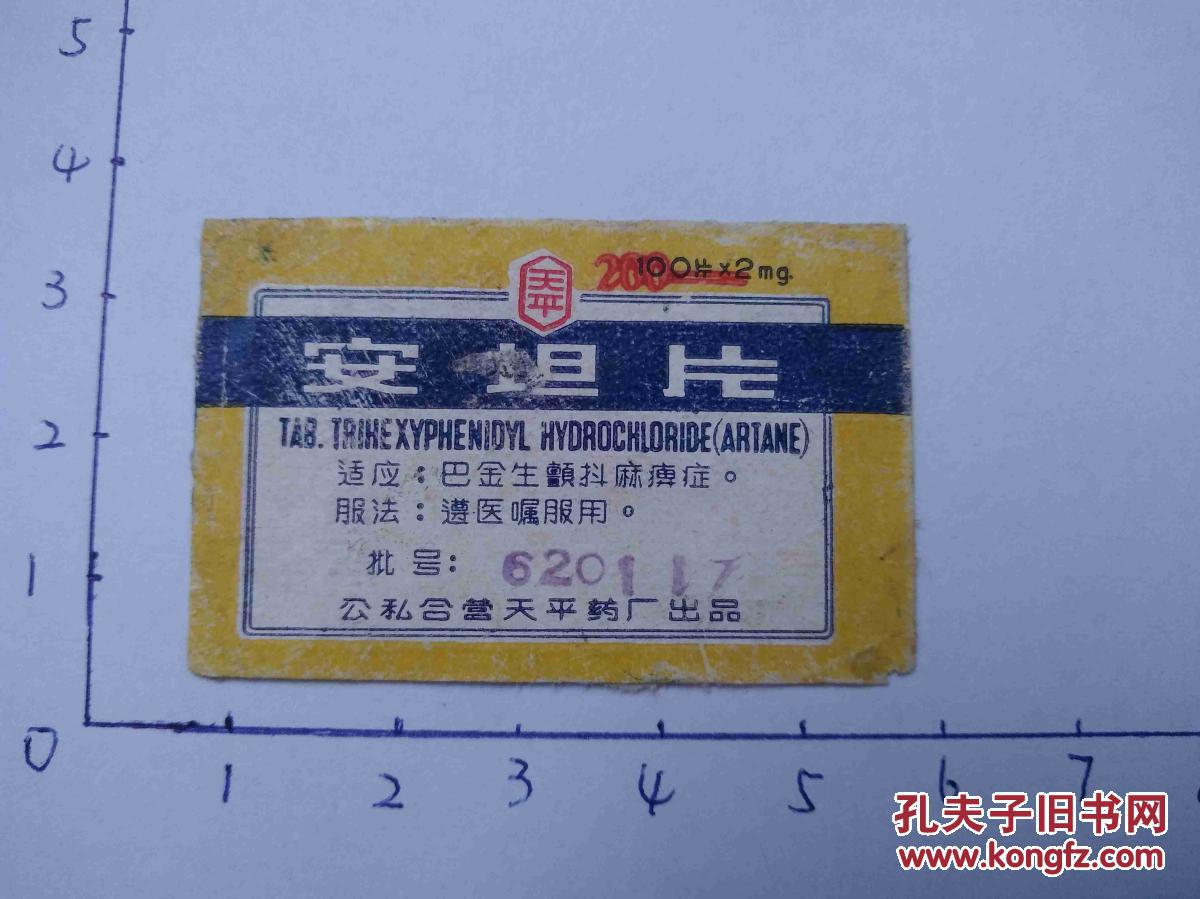 5
4
3
2
1
0
天平
200
100片×2mg.
安坦片
TAB. TRIHEXYPHENIDYL HYDROCHLORIDE(ARTANE)
适应：巴金生顫抖麻痹症。
服法：遵医嘱服用。
批号: 620117
公私合营天平药厂出品
1 2 3 4 5 6 7
孔夫子旧书网
www.kongfz.com